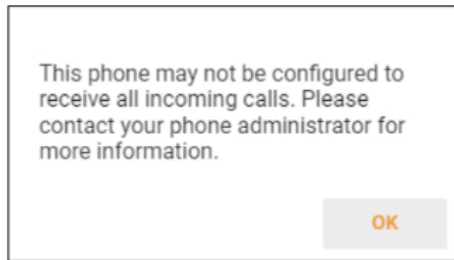 This phone may not be configured to
receive all incoming calls. Please
contact your phone administrator for
more information.
OK